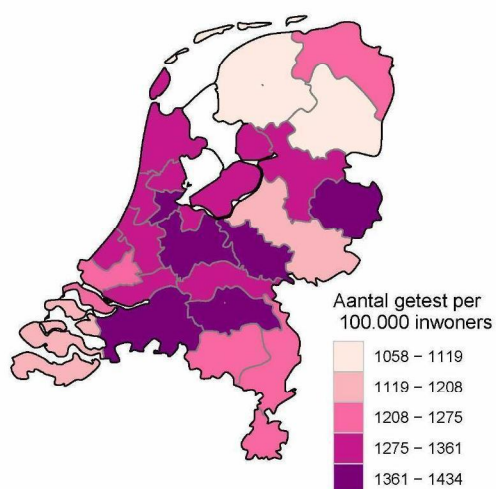 Aantal getest per
100.000 inwoners
1058 – 1119
1119 – 1208
1208 – 1275
1275 – 1361
1361 – 1434